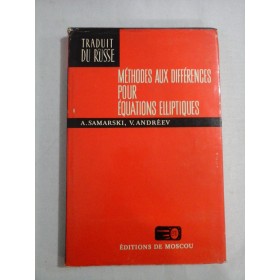 TRADUIT
DU RUSSE
MÉTHODES AUX DIFFÉRENCES
POUR
ÉQUATIONS ELLIPTIQUES
A. SAMARSKI, V. ANDRÉEV
ÉDITIONS DE MOSCOU